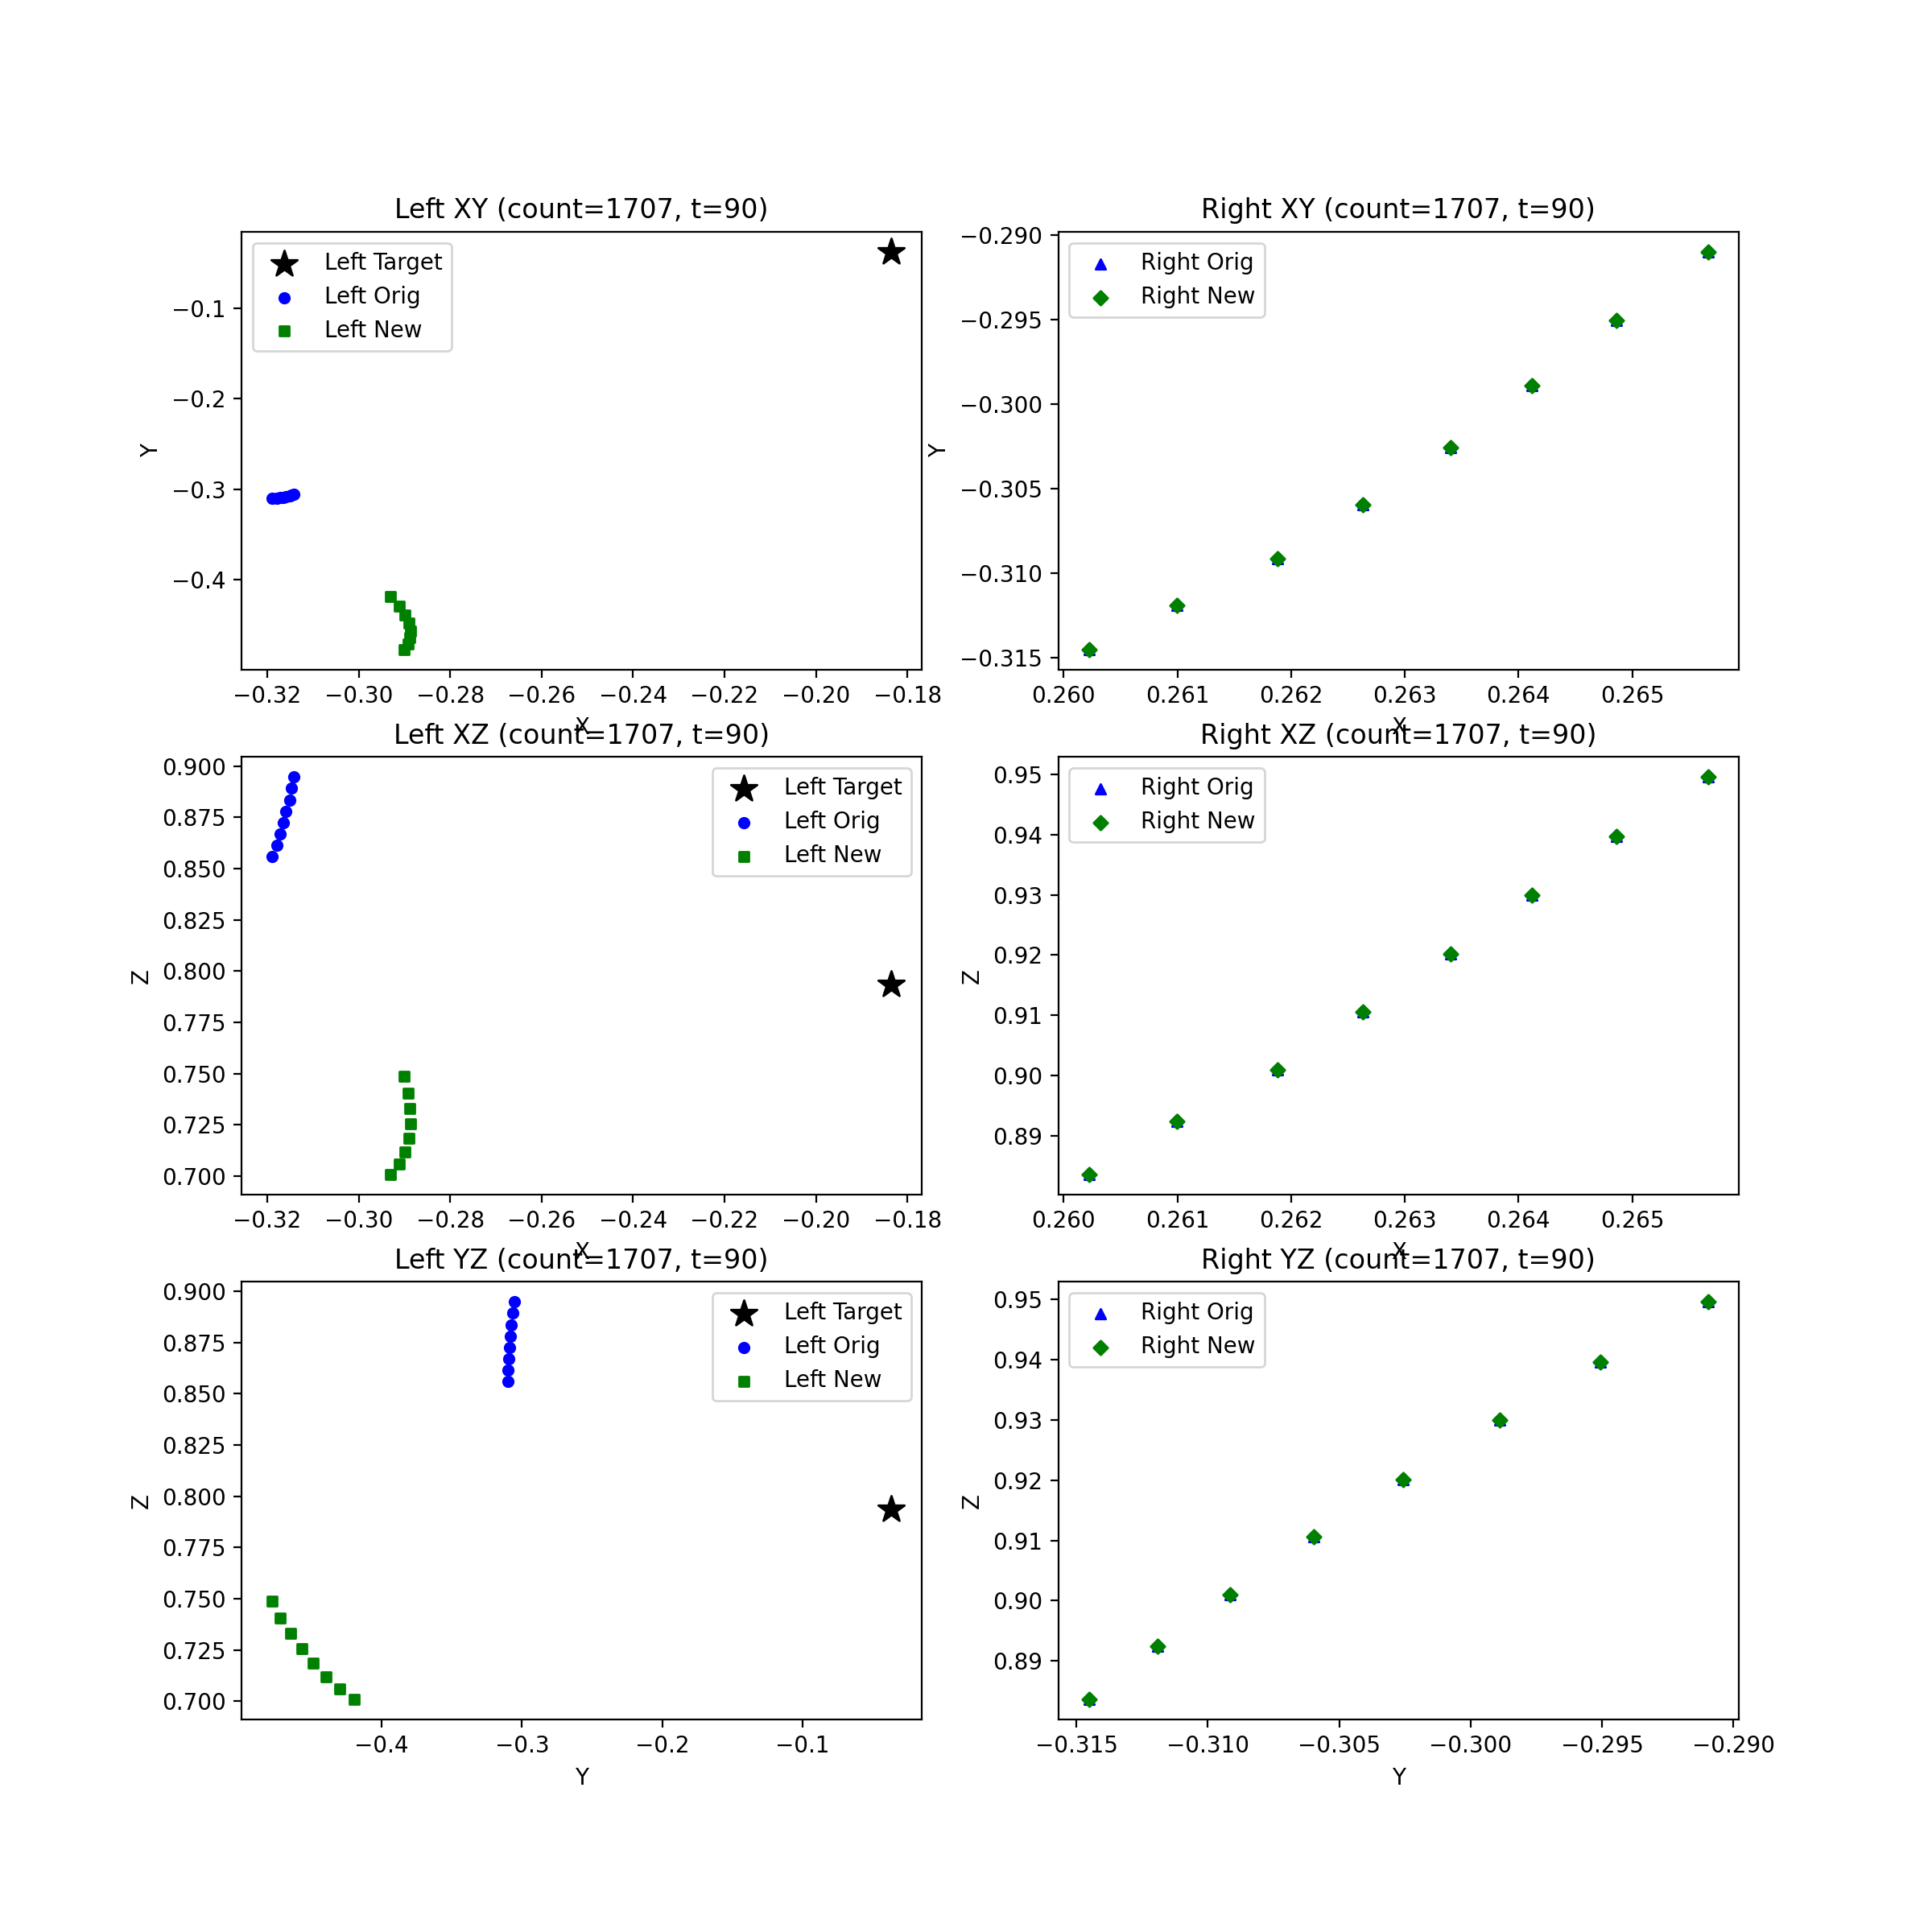 Left XY (count=1707, t=90)
Left Target
Left Orig
Left New
−0.1
−0.2
−0.3
−0.4
Y
−0.32 −0.30 −0.28 −0.26 −0.24 −0.22 −0.20 −0.18
X
Right XY (count=1707, t=90)
Right Orig
Right New
−0.290
−0.295
−0.300
−0.305
−0.310
−0.315
Y
0.260 0.261 0.262 0.263 0.264 0.265
X
Left XZ (count=1707, t=90)
Left Target
Left Orig
Left New
0.900
0.875
0.850
0.825
0.800
0.775
0.750
0.725
0.700
Z
−0.32 −0.30 −0.28 −0.26 −0.24 −0.22 −0.20 −0.18
X
Right XZ (count=1707, t=90)
Right Orig
Right New
0.95
0.94
0.93
0.92
0.91
0.90
0.89
Z
0.260 0.261 0.262 0.263 0.264 0.265
X
Left YZ (count=1707, t=90)
Left Target
Left Orig
Left New
0.900
0.875
0.850
0.825
0.800
0.775
0.750
0.725
0.700
Z
−0.4 −0.3 −0.2 −0.1
Y
Right YZ (count=1707, t=90)
Right Orig
Right New
0.95
0.94
0.93
0.92
0.91
0.90
0.89
Z
−0.315 −0.310 −0.305 −0.300 −0.295 −0.290
Y